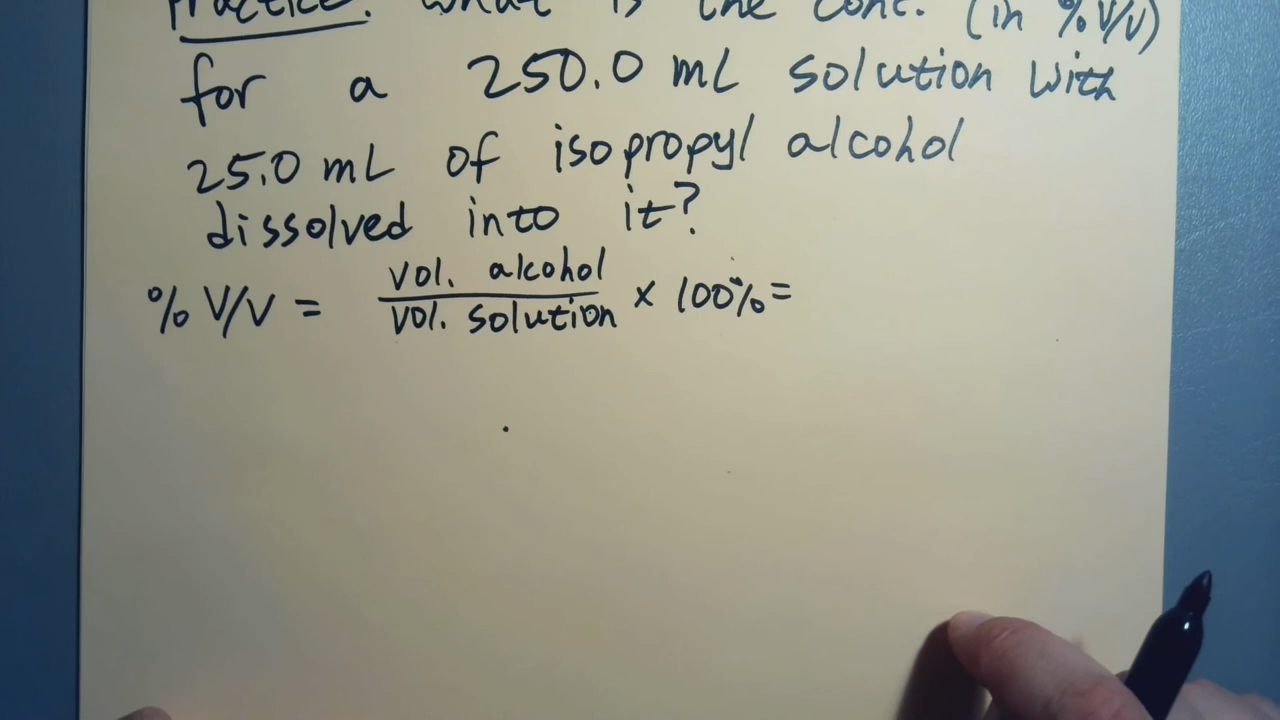 Practice: What is the conc. (in % V/V)
for a 250.0 mL solution with
25.0 mL of isopropyl alcohol
dissolved into it?
% V/V = vol. alcohol / vol. solution × 100% =